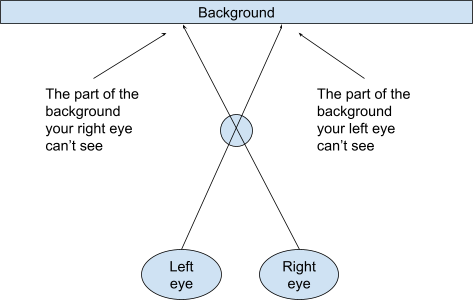 Background
The part of the
background
your right eye
can't see
The part of the
background
your left eye
can't see
Left
eye
Right
eye